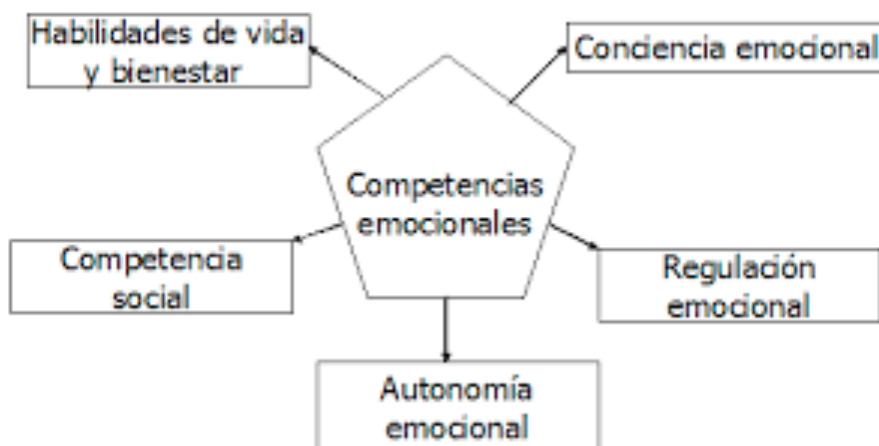 Habilidades de vida
y bienestar
Conciencia emocional
Competencias
emocionales
Competencia
social
Regulación
emocional
Autonomía
emocional